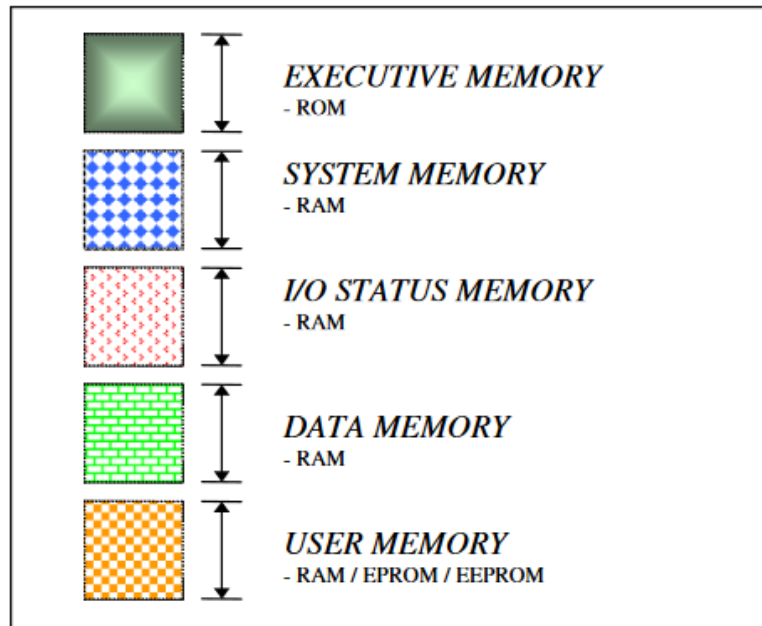 EXECUTIVE MEMORY
- ROM
SYSTEM MEMORY
- RAM
I/O STATUS MEMORY
- RAM
DATA MEMORY
- RAM
USER MEMORY
- RAM / EPROM / EEPROM